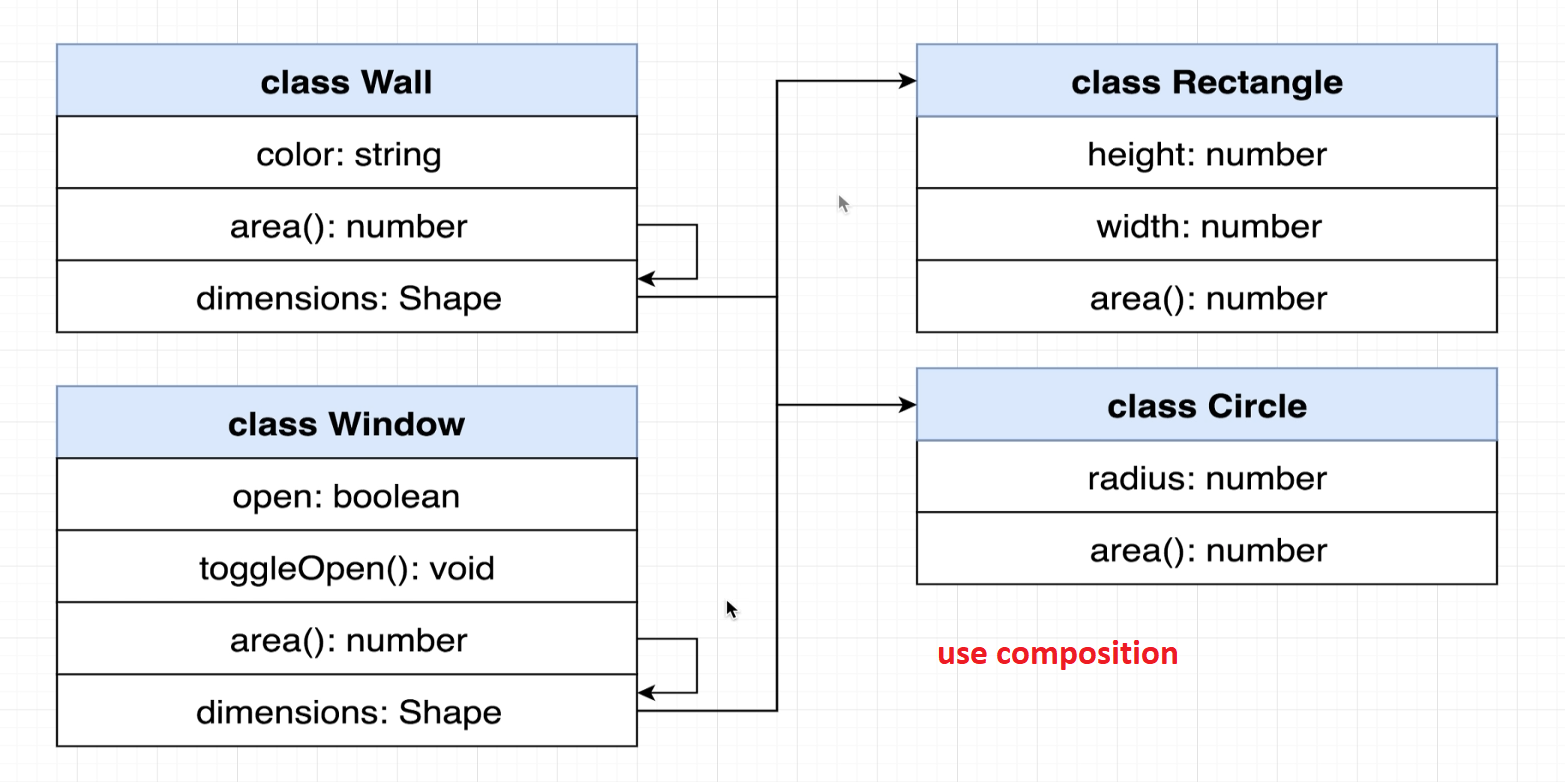 class Wall
color: string
area(): number
dimensions: Shape
class Window
open: boolean
toggleOpen(): void
area(): number
dimensions: Shape
class Rectangle
height: number
width: number
area(): number
class Circle
radius: number
area(): number
use composition